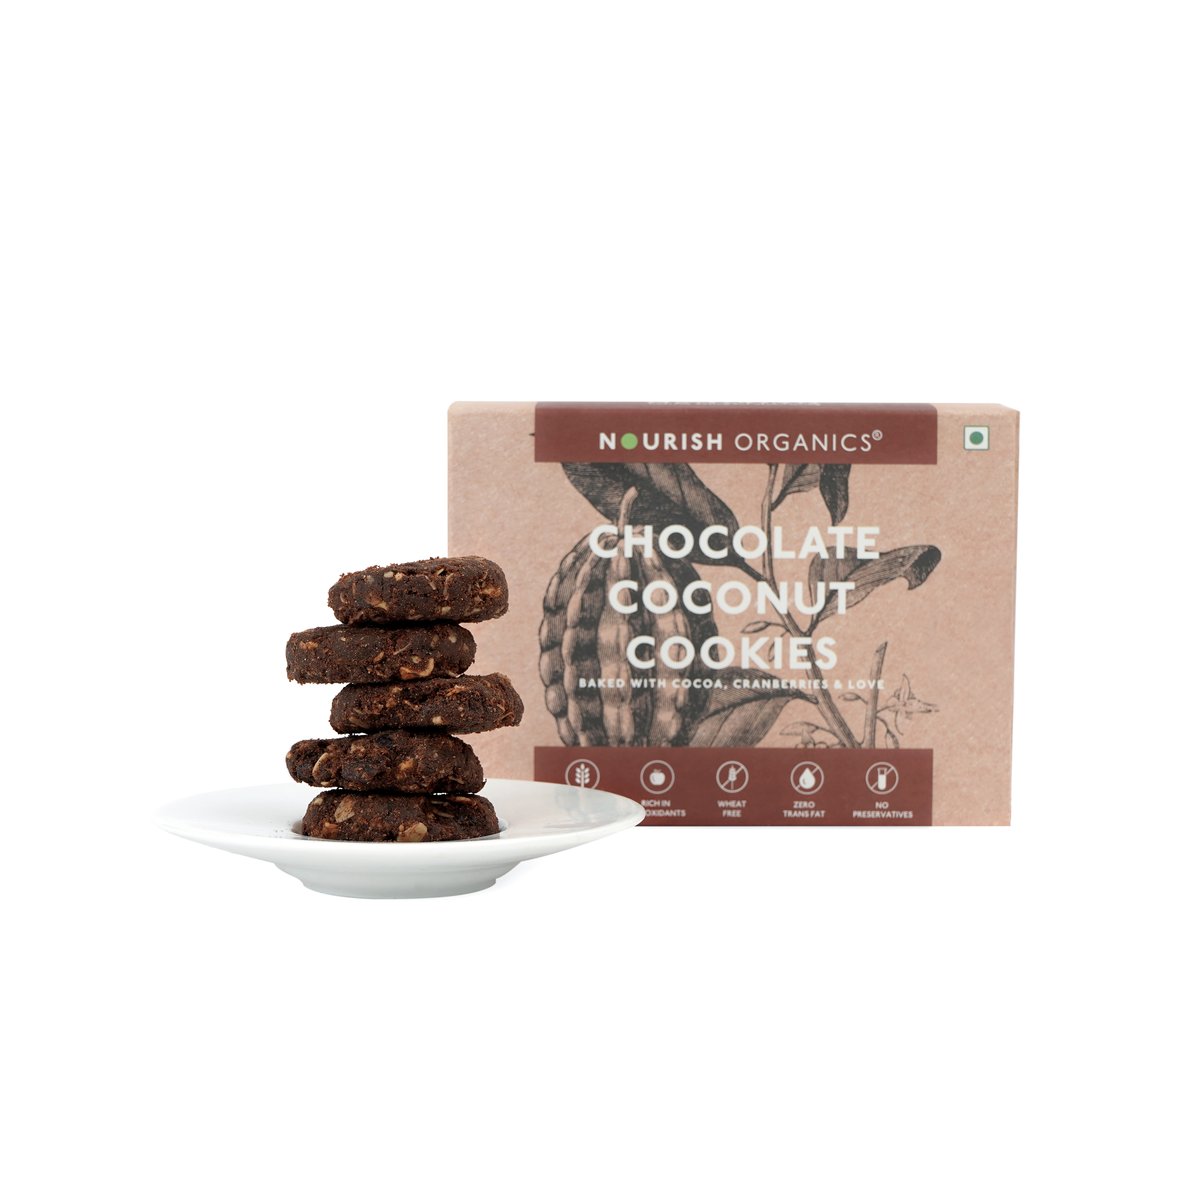 NOURISH ORGANICS®
CHOCOLATE
COCONUT
COOKIES
BAKED WITH COCOA, CRANBERRIES & LOVE
RICH IN
OXIDANTS
WHEAT
FREE
ZERO
TRANS FAT
NO
PRESERVATIVES